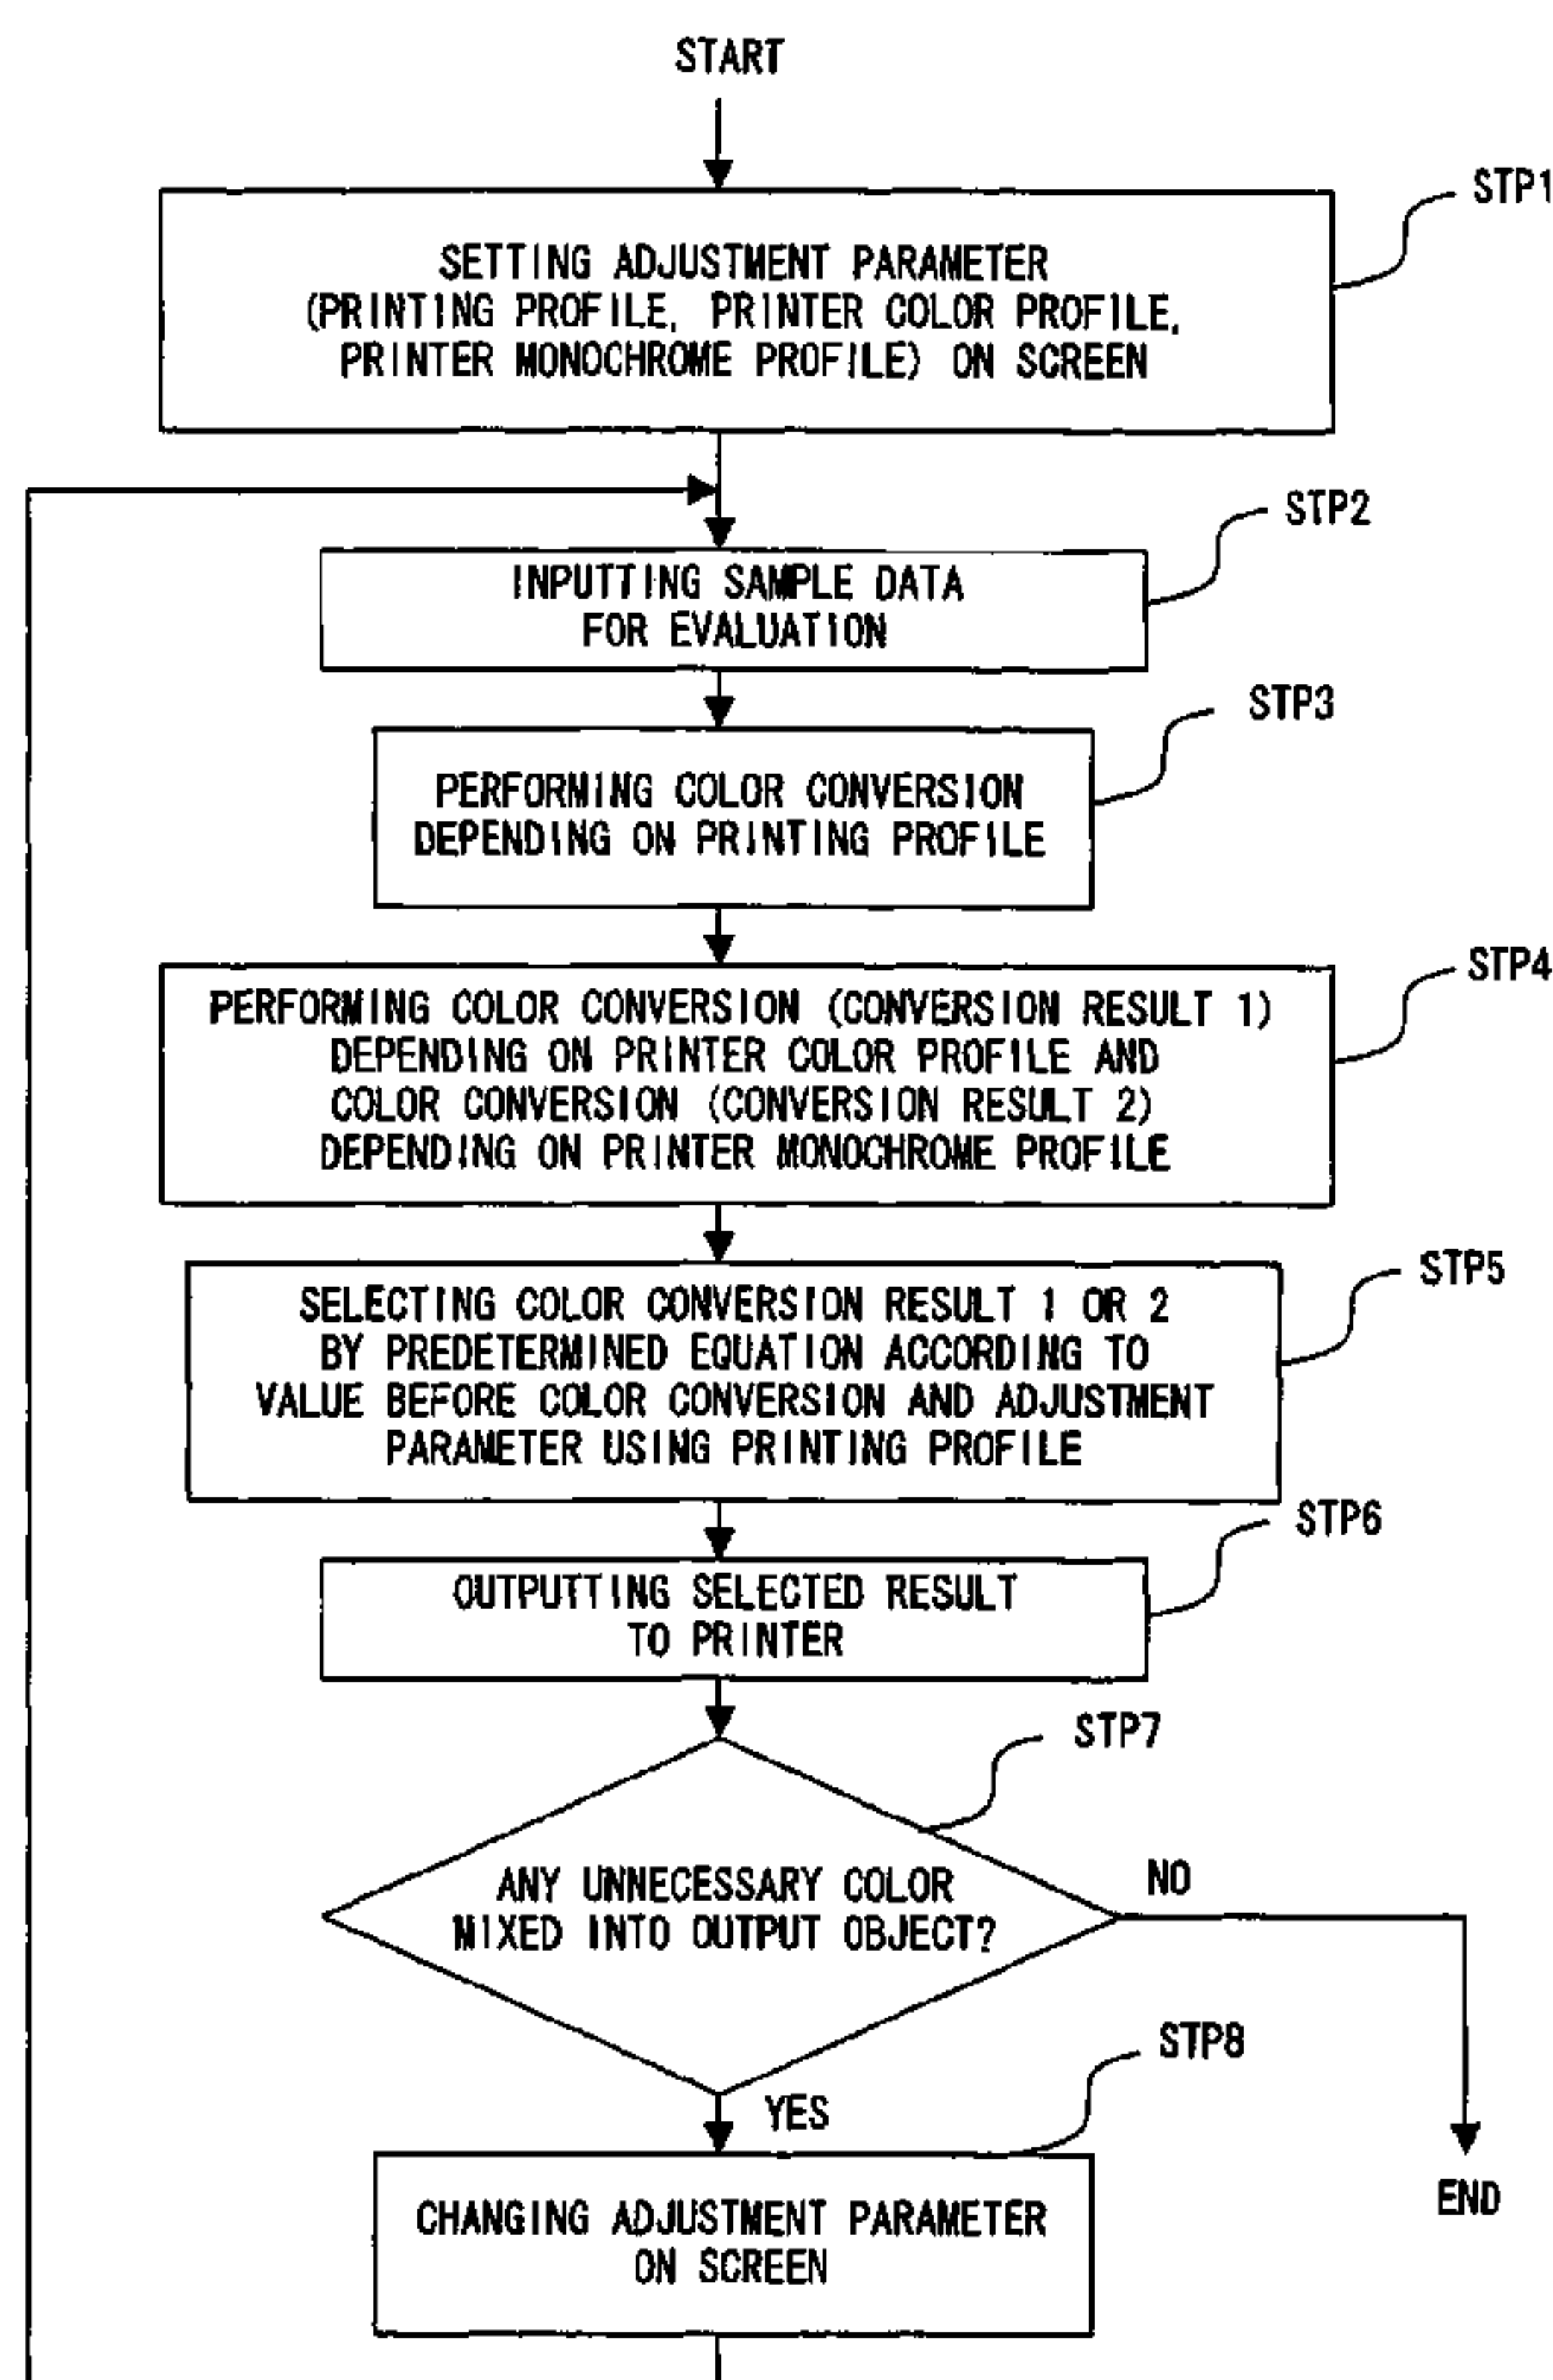 START
STP1
SETTING ADJUSTMENT PARAMETER
(PRINTING PROFILE, PRINTER COLOR PROFILE,
PRINTER MONOCHROME PROFILE) ON SCREEN
STP2
INPUTTING SAMPLE DATA
FOR EVALUATION
STP3
PERFORMING COLOR CONVERSION
DEPENDING ON PRINTING PROFILE
STP4
PERFORMING COLOR CONVERSION (CONVERSION RESULT 1)
DEPENDING ON PRINTER COLOR PROFILE AND
COLOR CONVERSION (CONVERSION RESULT 2)
DEPENDING ON PRINTER MONOCHROME PROFILE
STP5
SELECTING COLOR CONVERSION RESULT 1 OR 2
BY PREDETERMINED EQUATION ACCORDING TO
VALUE BEFORE COLOR CONVERSION AND ADJUSTMENT
PARAMETER USING PRINTING PROFILE
STP6
OUTPUTTING SELECTED RESULT
TO PRINTER
STP7
ANY UNNECESSARY COLOR
MIXED INTO OUTPUT OBJECT?
NO
YES
STP8
CHANGING ADJUSTMENT PARAMETER
ON SCREEN
END